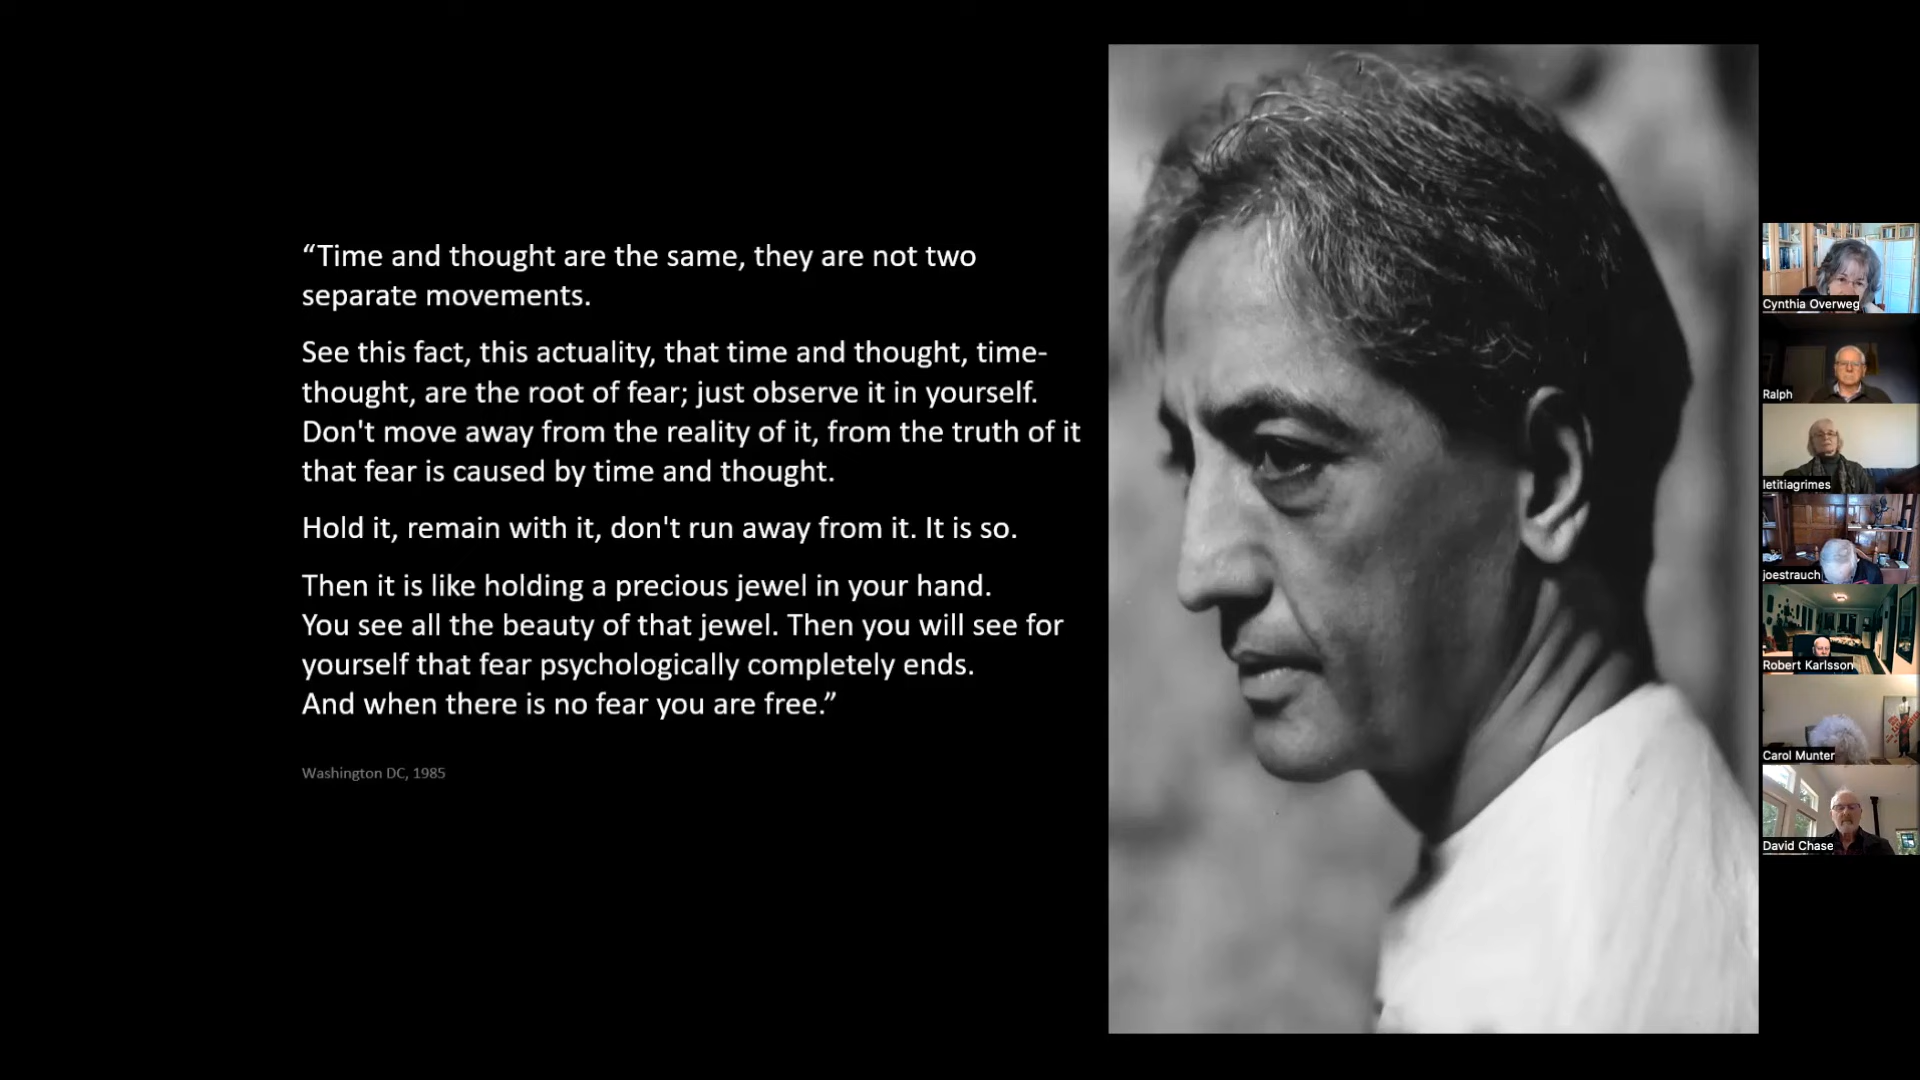 “Time and thought are the same, they are not two
separate movements.
See this fact, this actuality, that time and thought, time-
thought, are the root of fear; just observe it in yourself.
Don't move away from the reality of it, from the truth of it
that fear is caused by time and thought.
Hold it, remain with it, don't run away from it. It is so.
Then it is like holding a precious jewel in your hand.
You see all the beauty of that jewel. Then you will see for
yourself that fear psychologically completely ends.
And when there is no fear you are free.”
Washington DC, 1985
Cynthia Overweg
Ralph
letitiagrimes
joestrauch
Robert Karlsson
Carol Munter
David Chase